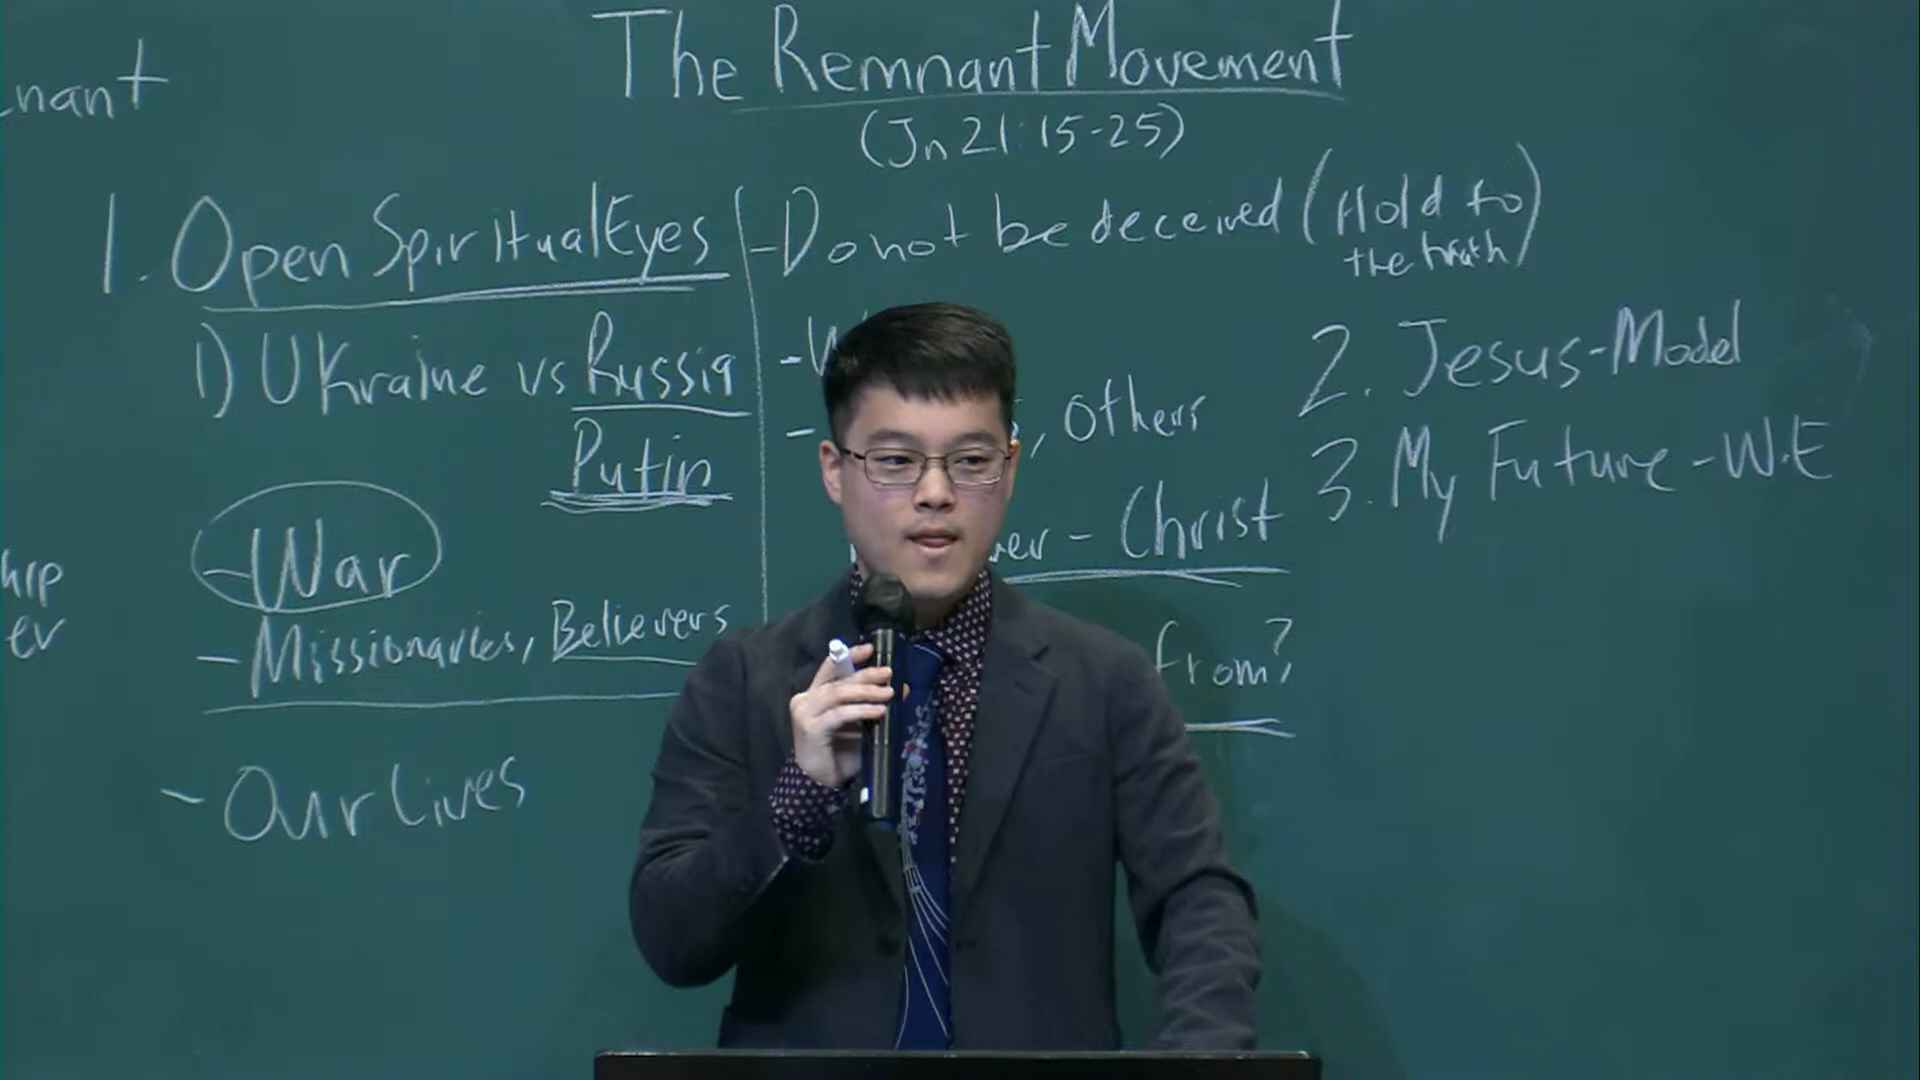 The Remnant Movement
(Jn 21:15-25)
nant
1. Open Spiritual Eyes
1) Ukraine vs Russia
Putin
- War
- Missionaries, Believers
- Our Lives
- Do not be deceived (Hold to the truth)
, Others
- Christ
from?
2. Jesus-Model
3. My Future - W.E